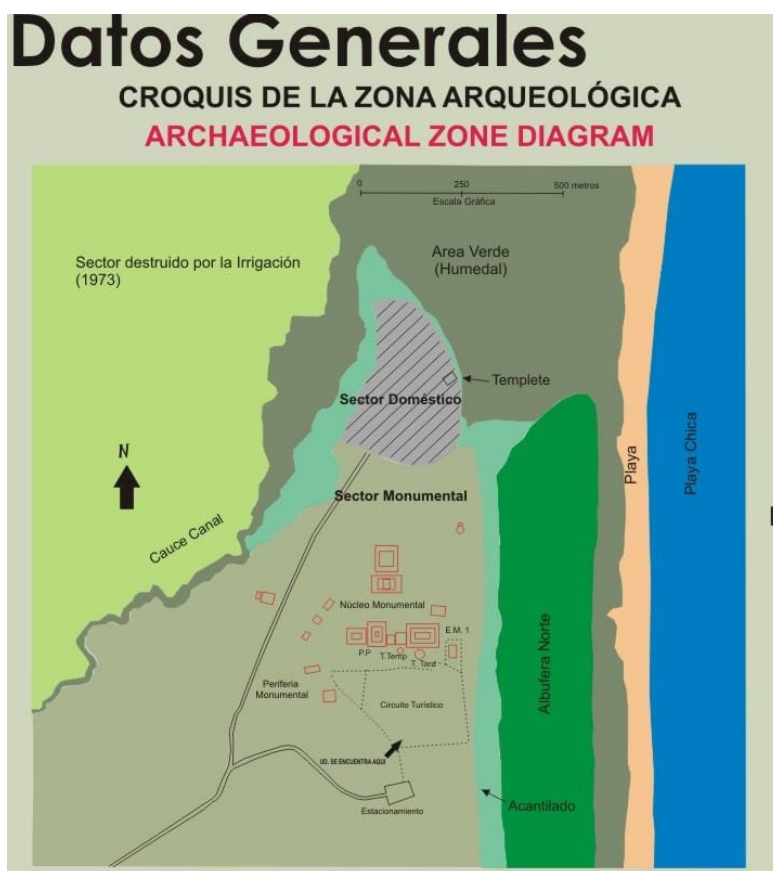 Datos Generales
CROQUIS DE LA ZONA ARQUEOLÓGICA
ARCHAEOLOGICAL ZONE DIAGRAM
0 250 500 metros
Escala Gráfica
Sector destruido por la Irrigación
(1973)
Area Verde
(Humedal)
Templete
Sector Doméstico
N
Playa
Playa Chica
Sector Monumental
Cauce Canal
Núcleo Monumental
E.M. 1
P.P
T.Temp
T. Tard
Albufera Norte
Periferia
Monumental
Circuito Turístico
UD. SE ENCUENTRA AQUI
Estacionamiento
Acantilado